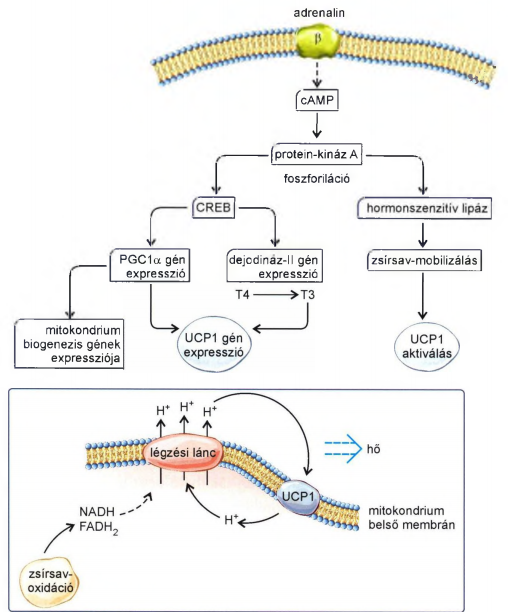 adrenalin
β
cAMP
protein-kináz A
foszforiláció
CREB
hormonszenzitív lipáz
PGC1α gén
expresszió
dejodináz-II gén
expresszió
zsírsav-mobilizálás
T4 → T3
mitokondrium
biogenezis gének
expressziója
UCP1 gén
expresszió
UCP1
aktiválás
H⁺ H⁺ H⁺
légzési lánc
hő
UCP1
H⁺
mitokondrium
belső membrán
NADH
FADH₂
zsírsav-
oxidáció